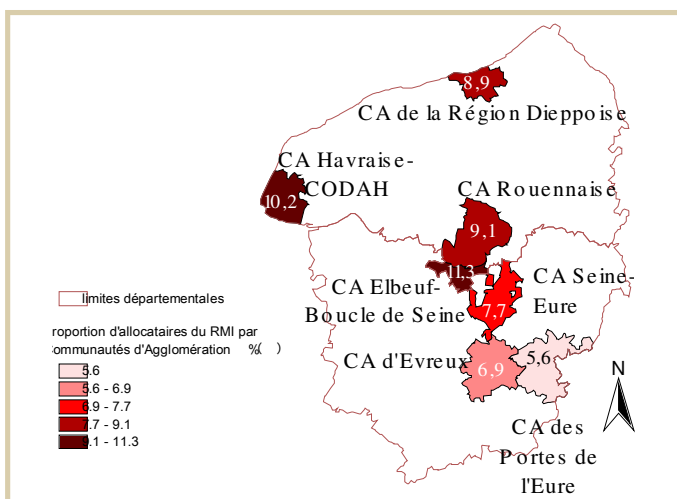 8,9
CA de la Région Dieppoise
CA Havraise-
CODAH
10,2
CA Rouennaise
9,1
11,3
CA Elbeuf-
Boucle de Seine
CA Seine-
Eure
7,7
CA d'Evreux
6,9
5,6
CA des
Portes de
l'Eure
N
limites départementales
roportion d'allocataires du RMI par
ommunautés d'Agglomération %( )
5.6
5.6 - 6.9
6.9 - 7.7
7.7 - 9.1
9.1 - 11.3